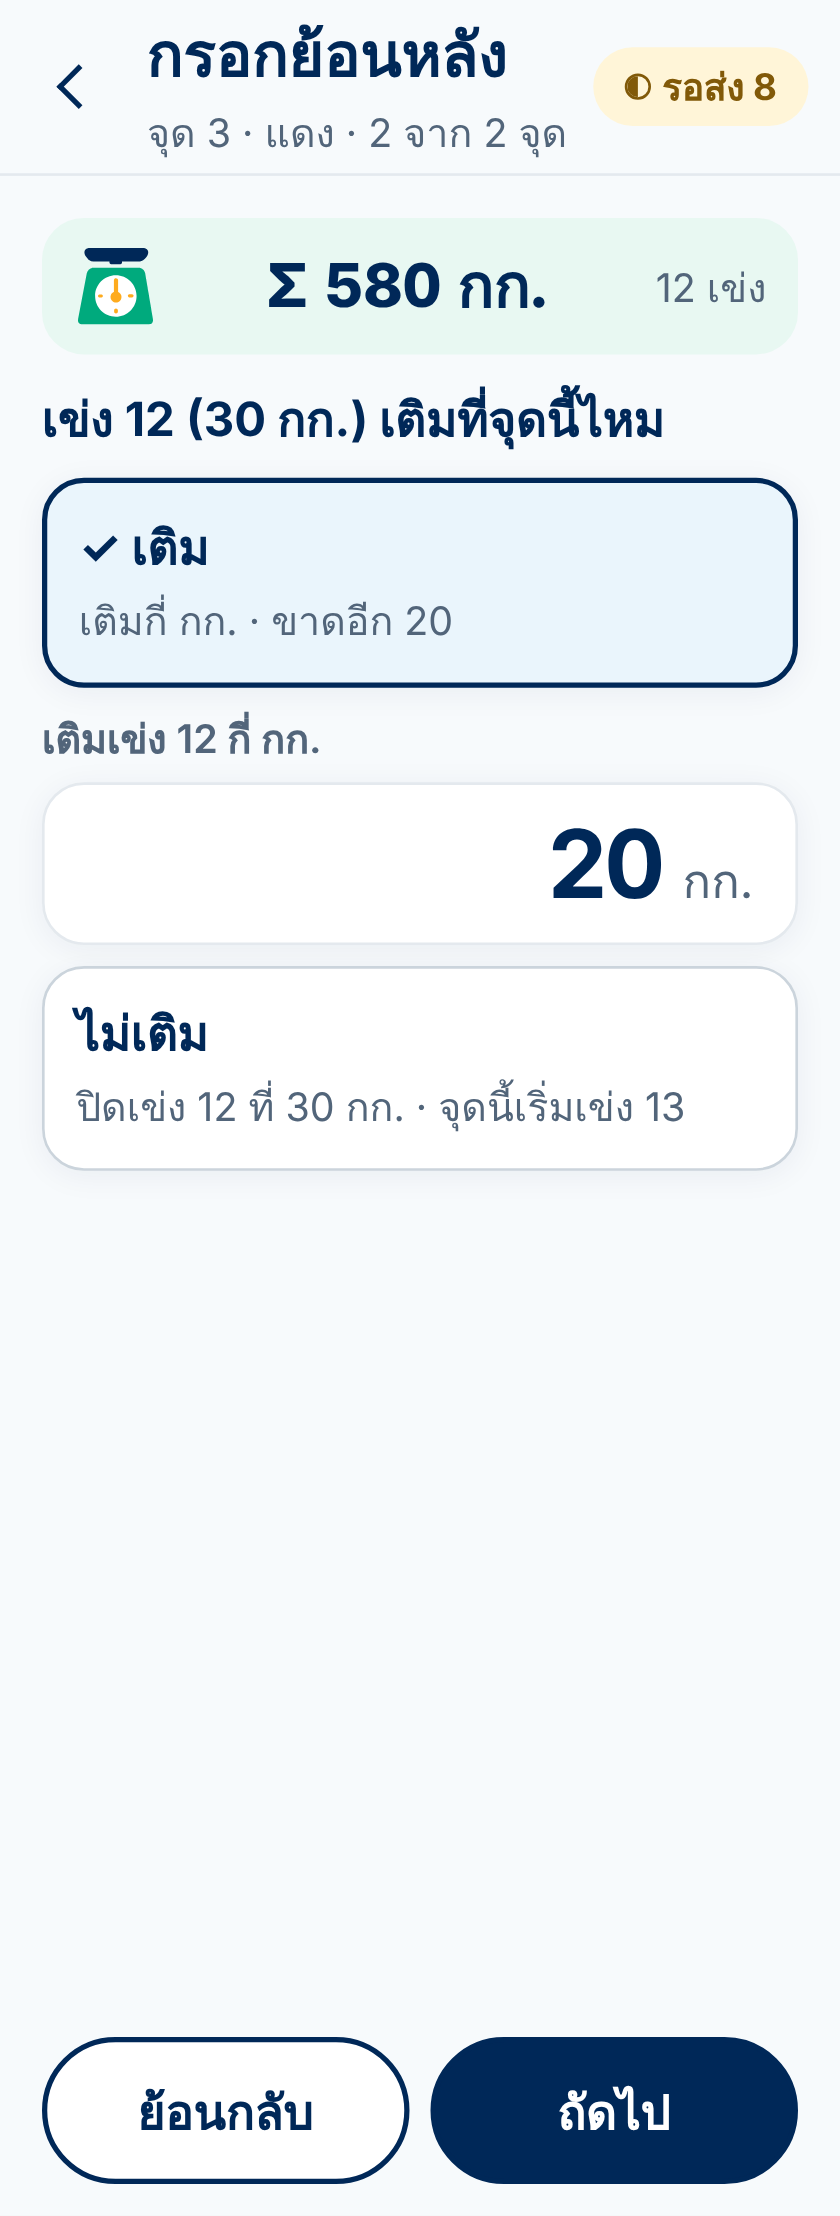 กรอกย้อนหลัง
จุด 3 · แดง · 2 จาก 2 จุด
◐ รอส่ง 8
Σ 580 กก.
12 เข่ง
เข่ง 12 (30 กก.) เติมที่จุดนี้ไหม
✓ เติม
เติมกี่ กก. · ขาดอีก 20
เติมเข่ง 12 กี่ กก.
20 กก.
ไม่เติม
ปิดเข่ง 12 ที่ 30 กก. · จุดนี้เริ่มเข่ง 13
ย้อนกลับ
ถัดไป